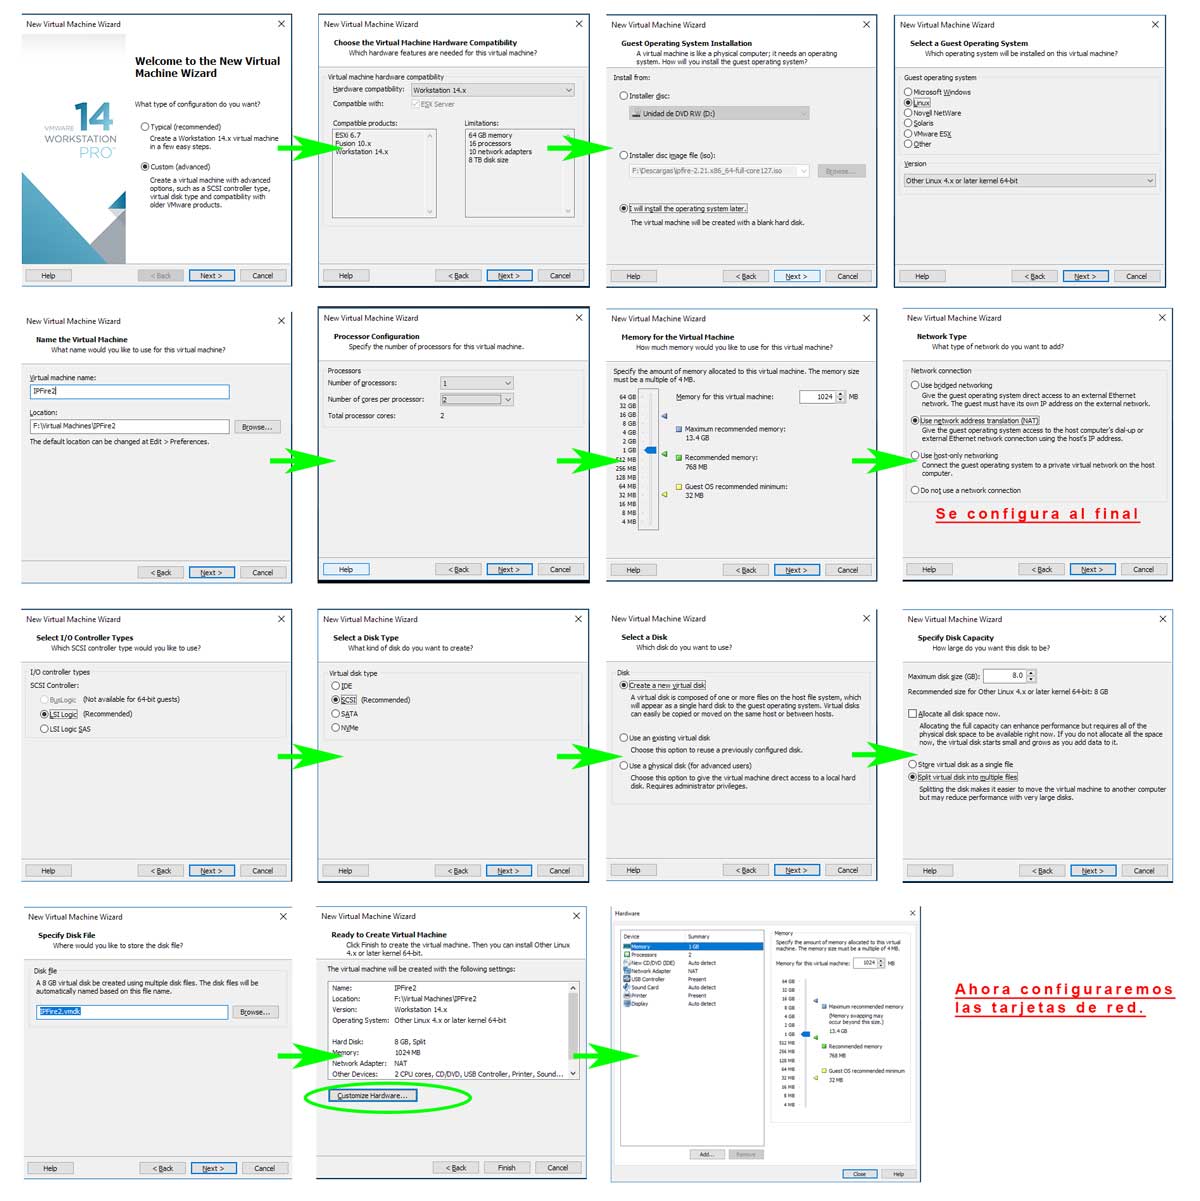 New Virtual Machine Wizard
Welcome to the New Virtual
Machine Wizard
What type of configuration do you want?
Typical (recommended)
Create a Workstation 14.x virtual machine
in a few easy steps.
Custom (advanced)
Create a virtual machine with advanced
options, such as a SCSI controller type,
virtual disk type and compatibility with
older VMware products.
14
VMWARE
WORKSTATION
PRO™
Help
< Back
Next >
Cancel
New Virtual Machine Wizard
Choose the Virtual Machine Hardware Compatibility
Which hardware features are needed for this virtual machine?
Virtual machine hardware compatibility
Hardware compatibility:
Workstation 14.x
Compatible with:
ESX Server
Compatible products:
Limitations:
ESXi 6.7
Fusion 10.x
Workstation 14.x
64 GB memory
16 processors
10 network adapters
8 TB disk size
Help
< Back
Next >
Cancel
New Virtual Machine Wizard
Guest Operating System Installation
A virtual machine is like a physical computer; it needs an operating
system. How will you install the guest operating system?
Install from:
Installer disc:
Unidad de DVD RW (D:)
Installer disc image file (iso):
F:\Descargas\ipfire-2.21.x86_64-full-core127.iso
Browse...
I will install the operating system later.
The virtual machine will be created with a blank hard disk.
Help
< Back
Next >
Cancel
New Virtual Machine Wizard
Select a Guest Operating System
Which operating system will be installed on this virtual machine?
Guest operating system
Microsoft Windows
Linux
Novell NetWare
Solaris
VMware ESX
Other
Version
Other Linux 4.x or later kernel 64-bit
Help
< Back
Next >
Cancel
New Virtual Machine Wizard
Name the Virtual Machine
What name would you like to use for this virtual machine?
Virtual machine name:
IPFire2
Location:
F:\Virtual Machines\IPFire2
Browse...
The default location can be changed at Edit > Preferences.
< Back
Next >
Cancel
New Virtual Machine Wizard
Processor Configuration
Specify the number of processors for this virtual machine.
Processors
Number of processors:
1
Number of cores per processor:
2
Total processor cores:
2
Help
< Back
Next >
Cancel
New Virtual Machine Wizard
Memory for the Virtual Machine
How much memory would you like to use for this virtual machine?
Specify the amount of memory allocated to this virtual machine. The memory size
must be a multiple of 4 MB.
Memory for this virtual machine:
1024
MB
64 GB
32 GB
16 GB
8 GB
4 GB
2 GB
1 GB
512 MB
256 MB
128 MB
64 MB
32 MB
16 MB
8 MB
4 MB
Maximum recommended memory:
13.4 GB
Recommended memory:
768 MB
Guest OS recommended minimum:
32 MB
Help
< Back
Next >
Cancel
New Virtual Machine Wizard
Network Type
What type of network do you want to add?
Network connection
Use bridged networking
Give the guest operating system direct access to an external Ethernet
network. The guest must have its own IP address on the external network.
Use network address translation (NAT)
Give the guest operating system access to the host computer's dial-up or
external Ethernet network connection using the host's IP address.
Use host-only networking
Connect the guest operating system to a private virtual network on the host
computer.
Do not use a network connection
Se configura al final
Help
< Back
Next >
Cancel
New Virtual Machine Wizard
Select I/O Controller Types
Which SCSI controller type would you like to use?
I/O controller types
SCSI Controller:
BusLogic (Not available for 64-bit guests)
LSI Logic (Recommended)
LSI Logic SAS
Help
< Back
Next >
Cancel
New Virtual Machine Wizard
Select a Disk Type
What kind of disk do you want to create?
Virtual disk type
IDE
SCSI (Recommended)
SATA
NVMe
Help
< Back
Next >
Cancel
New Virtual Machine Wizard
Select a Disk
Which disk do you want to use?
Disk
Create a new virtual disk
A virtual disk is composed of one or more files on the host file system, which
will appear as a single hard disk to the guest operating system. Virtual disks
can easily be copied or moved on the same host or between hosts.
Use an existing virtual disk
Choose this option to reuse a previously configured disk.
Use a physical disk (for advanced users)
Choose this option to give the virtual machine direct access to a local hard
disk. Requires administrator privileges.
Help
< Back
Next >
Cancel
New Virtual Machine Wizard
Specify Disk Capacity
How large do you want this disk to be?
Maximum disk size (GB):
8.0
Recommended size for Other Linux 4.x or later kernel 64-bit: 8 GB
Allocate all disk space now.
Allocating the full capacity can enhance performance but requires all of the
physical disk space to be available right now. If you do not allocate all the space
now, the virtual disk starts small and grows as you add data to it.
Store virtual disk as a single file
Split virtual disk into multiple files
Splitting the disk makes it easier to move the virtual machine to another computer
but may reduce performance with very large disks.
Help
< Back
Next >
Cancel
New Virtual Machine Wizard
Specify Disk File
Where would you like to store the disk file?
Disk file
A 8 GB virtual disk be created using multiple disk files. The disk files will be
automatically named based on this file name.
IPFire2.vmdk
Browse...
Help
< Back
Next >
Cancel
New Virtual Machine Wizard
Ready to Create Virtual Machine
Click Finish to create the virtual machine. Then you can install Other Linux
4.x or later kernel 64-bit.
The virtual machine will be created with the following settings:
Name: IPFire2
Location: F:\Virtual Machines\IPFire2
Version: Workstation 14.x
Operating System: Other Linux 4.x or later kernel 64-bit
Hard Disk: 8 GB, Split
Memory: 1024 MB
Network Adapter: NAT
Other Devices: 2 CPU cores, CD/DVD, USB Controller, Printer, Sound...
Customize Hardware...
< Back
Finish
Cancel
Hardware
Device Summary
Memory 1 GB
Processors 2
New CD/DVD (IDE) Auto detect
Network Adapter NAT
USB Controller Present
Sound Card Auto detect
Printer Present
Display Auto detect
Add...
Remove
Memory
Specify the amount of memory allocated to this virtual
machine. The memory size must be a multiple of 4 MB.
Memory for this virtual machine:
1024
MB
64 GB
32 GB
16 GB
8 GB
4 GB
2 GB
1 GB
512 MB
256 MB
128 MB
64 MB
32 MB
16 MB
8 MB
4 MB
Maximum recommended memory
(Memory swapping may
occur beyond this size.)
13.4 GB
Recommended memory
768 MB
Guest OS recommended minimum
32 MB
Close
Help
Ahora configuraremos
las tarjetas de red.